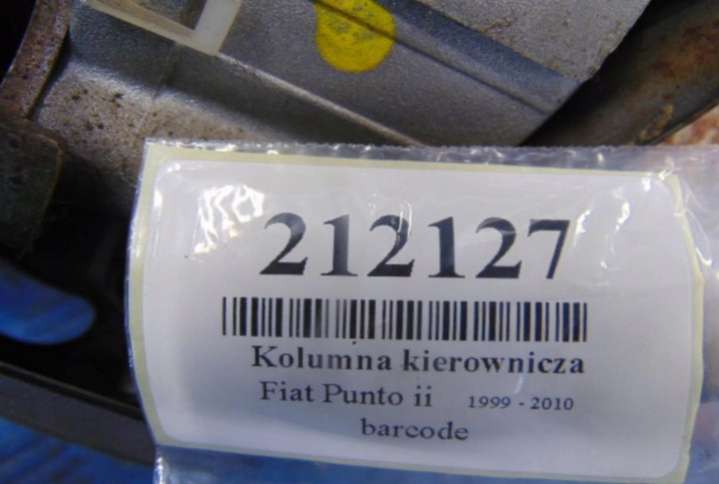 212127
Kolumna kierownicza
Fiat Punto ii 1999 - 2010
barcode